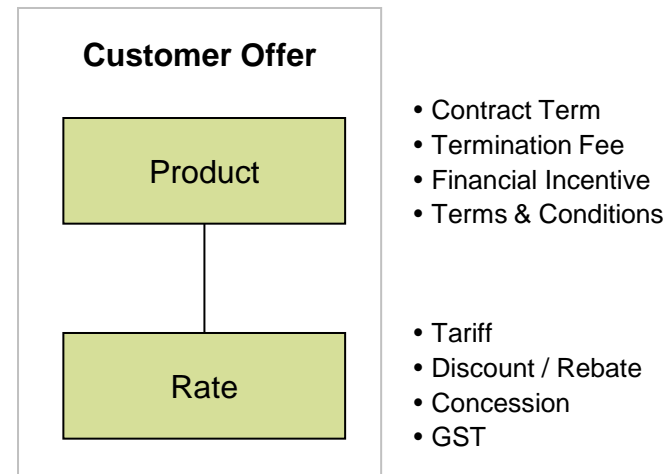 Customer Offer
Product
• Contract Term
• Termination Fee
• Financial Incentive
• Terms & Conditions
Rate
• Tariff
• Discount / Rebate
• Concession
• GST